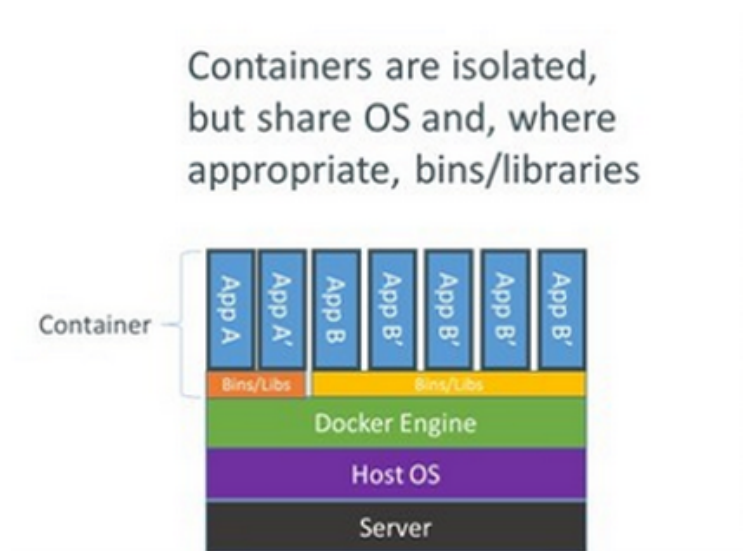 Containers are isolated,
but share OS and, where
appropriate, bins/libraries
Container
App A
App A'
App B
App B'
App B'
App B'
App B'
Bins/Libs
Bins/Libs
Docker Engine
Host OS
Server